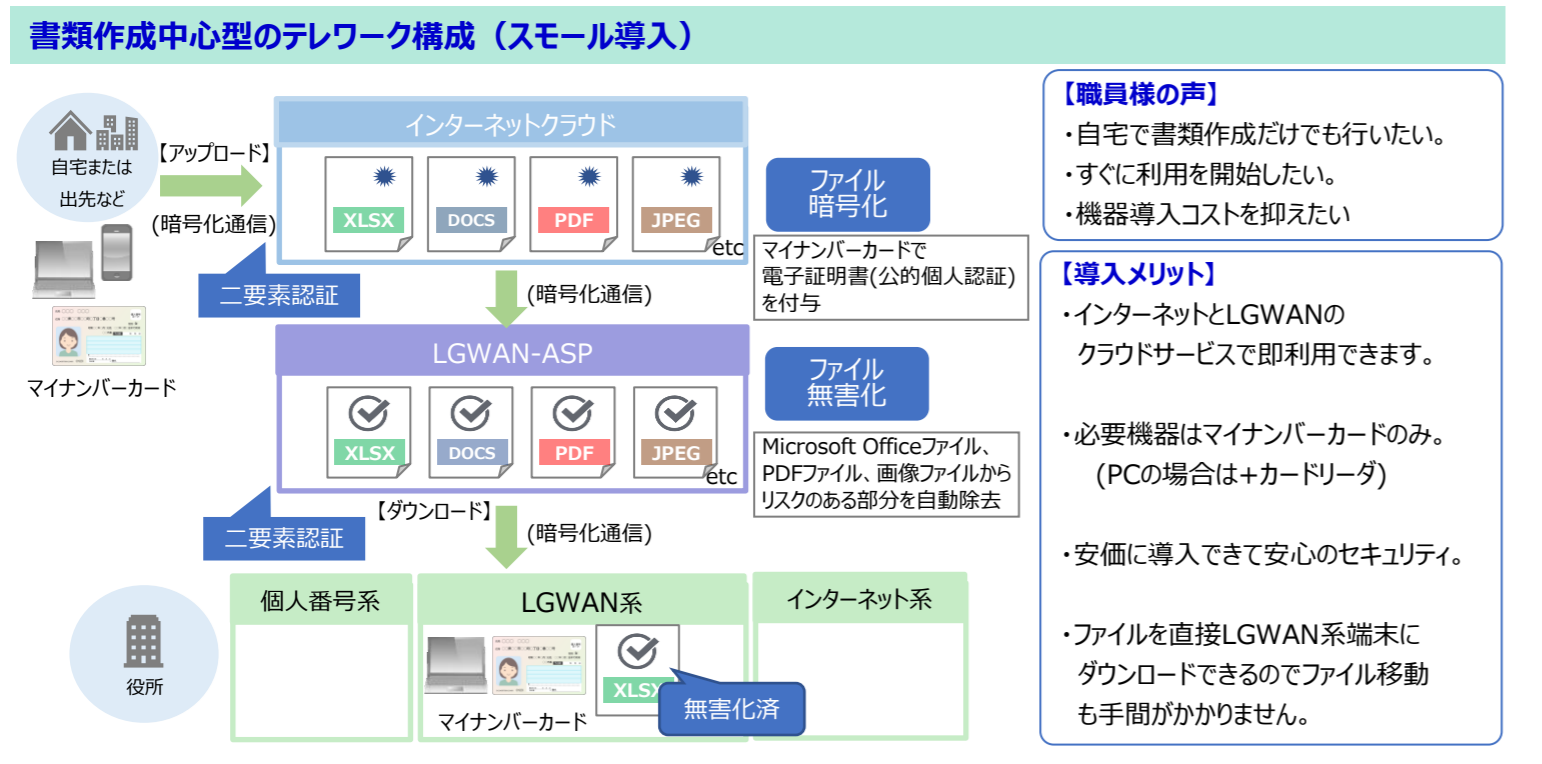 書類作成中心型のテレワーク構成（スモール導入）
自宅または
出先など
【アップロード】
(暗号化通信)
二要素認証
マイナンバーカード
インターネットクラウド
XLSX
DOCS
PDF
JPEG
etc
(暗号化通信)
ファイル
暗号化
マイナンバーカードで
電子証明書(公的個人認証)
を付与
LGWAN-ASP
XLSX
DOCS
PDF
JPEG
etc
ファイル
無害化
Microsoft Officeファイル、
PDFファイル、画像ファイルから
リスクのある部分を自動除去
二要素認証
【ダウンロード】
(暗号化通信)
役所
個人番号系
LGWAN系
インターネット系
マイナンバーカード
XLSX
無害化済
【職員様の声】
・自宅で書類作成だけでも行いたい。
・すぐに利用を開始したい。
・機器導入コストを抑えたい
【導入メリット】
・インターネットとLGWANの
クラウドサービスで即利用できます。
・必要機器はマイナンバーカードのみ。
(PCの場合は+カードリーダ)
・安価に導入できて安心のセキュリティ。
・ファイルを直接LGWAN系端末に
ダウンロードできるのでファイル移動
も手間がかかりません。